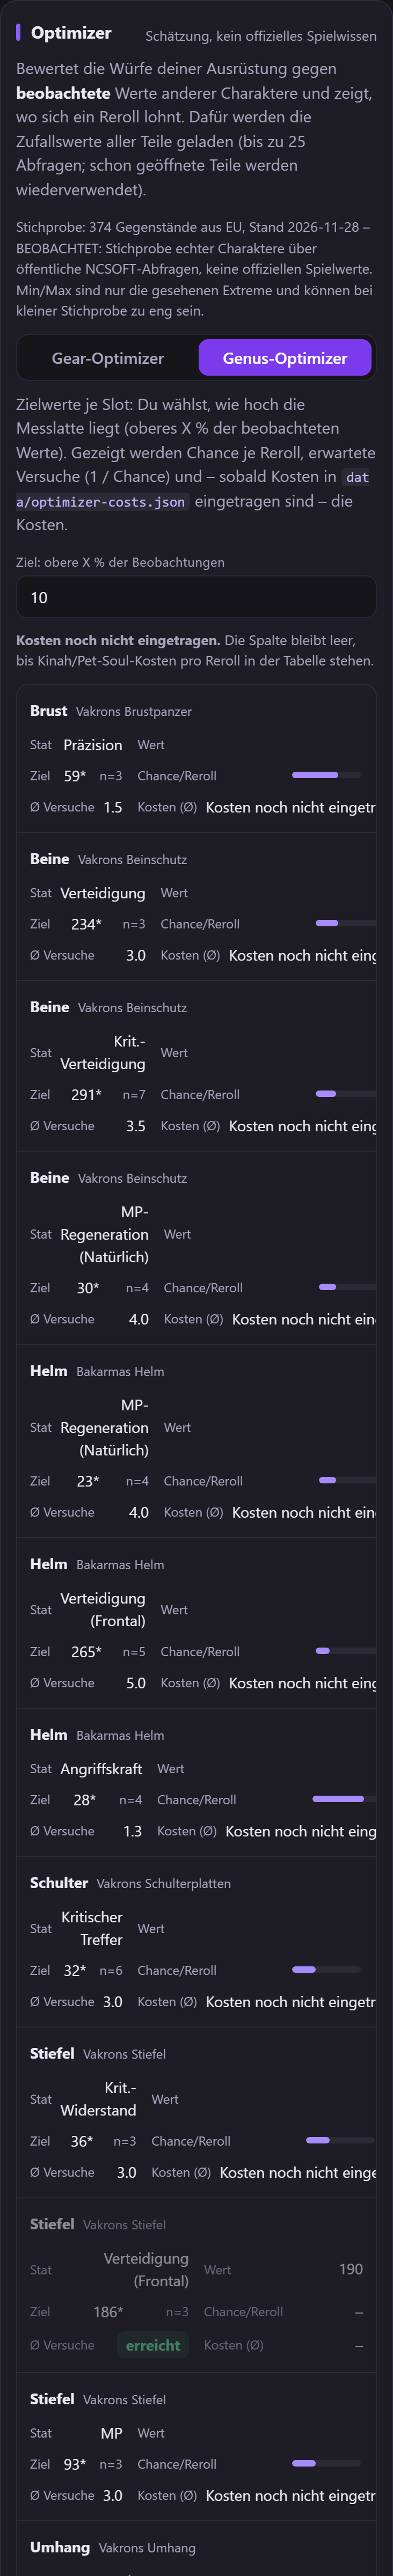 Optimizer Schätzung, kein offizielles Spielwissen
Bewertet die Würfe deiner Ausrüstung gegen
beobachtete Werte anderer Charaktere und zeigt,
wo sich ein Reroll lohnt. Dafür werden die
Zufallswerte aller Teile geladen (bis zu 25
Abfragen; schon geöffnete Teile werden
wiederverwendet).
Stichprobe: 374 Gegenstände aus EU, Stand 2026-11-28 –
BEOBACHTET: Stichprobe echter Charaktere über
öffentliche NCSOFT-Abfragen, keine offiziellen Spielwerte.
Min/Max sind nur die gesehenen Extreme und können bei
kleiner Stichprobe zu eng sein.
Gear-Optimizer Genus-Optimizer
Zielwerte je Slot: Du wählst, wie hoch die
Messlatte liegt (oberes X % der beobachteten
Werte). Gezeigt werden Chance je Reroll, erwartete
Versuche (1 / Chance) und – sobald Kosten in dat
a/optimizer-costs.json eingetragen sind – die
Kosten.
Ziel: obere X % der Beobachtungen
10
Kosten noch nicht eingetragen. Die Spalte bleibt leer,
bis Kinah/Pet-Soul-Kosten pro Reroll in der Tabelle stehen.
Brust Vakrons Brustpanzer
Stat Präzision Wert
Ziel 59* n=3 Chance/Reroll
Ø Versuche 1.5 Kosten (Ø) Kosten noch nicht eingetr
Beine Vakrons Beinschutz
Stat Verteidigung Wert
Ziel 234* n=3 Chance/Reroll
Ø Versuche 3.0 Kosten (Ø) Kosten noch nicht eing
Beine Vakrons Beinschutz
Stat Krit.-
Verteidigung Wert
Ziel 291* n=7 Chance/Reroll
Ø Versuche 3.5 Kosten (Ø) Kosten noch nicht eing
Beine Vakrons Beinschutz
MP-
Stat Regeneration Wert
(Natürlich)
Ziel 30* n=4 Chance/Reroll
Ø Versuche 4.0 Kosten (Ø) Kosten noch nicht ein
Helm Bakarmas Helm
MP-
Stat Regeneration Wert
(Natürlich)
Ziel 23* n=4 Chance/Reroll
Ø Versuche 4.0 Kosten (Ø) Kosten noch nicht ein
Helm Bakarmas Helm
Stat Verteidigung
(Frontal) Wert
Ziel 265* n=5 Chance/Reroll
Ø Versuche 5.0 Kosten (Ø) Kosten noch nicht eing
Helm Bakarmas Helm
Stat Angriffskraft Wert
Ziel 28* n=4 Chance/Reroll
Ø Versuche 1.3 Kosten (Ø) Kosten noch nicht eing
Schulter Vakrons Schulterplatten
Stat Kritischer
Treffer Wert
Ziel 32* n=6 Chance/Reroll
Ø Versuche 3.0 Kosten (Ø) Kosten noch nicht eingetr
Stiefel Vakrons Stiefel
Stat Krit.-
Widerstand Wert
Ziel 36* n=3 Chance/Reroll
Ø Versuche 3.0 Kosten (Ø) Kosten noch nicht einge
Stiefel Vakrons Stiefel
Stat Verteidigung
(Frontal) Wert 190
Ziel 186* n=3 Chance/Reroll –
Ø Versuche erreicht Kosten (Ø) –
Stiefel Vakrons Stiefel
Stat MP Wert
Ziel 93* n=3 Chance/Reroll
Ø Versuche 3.0 Kosten (Ø) Kosten noch nicht eingetr
Umhang Vakrons Umhang